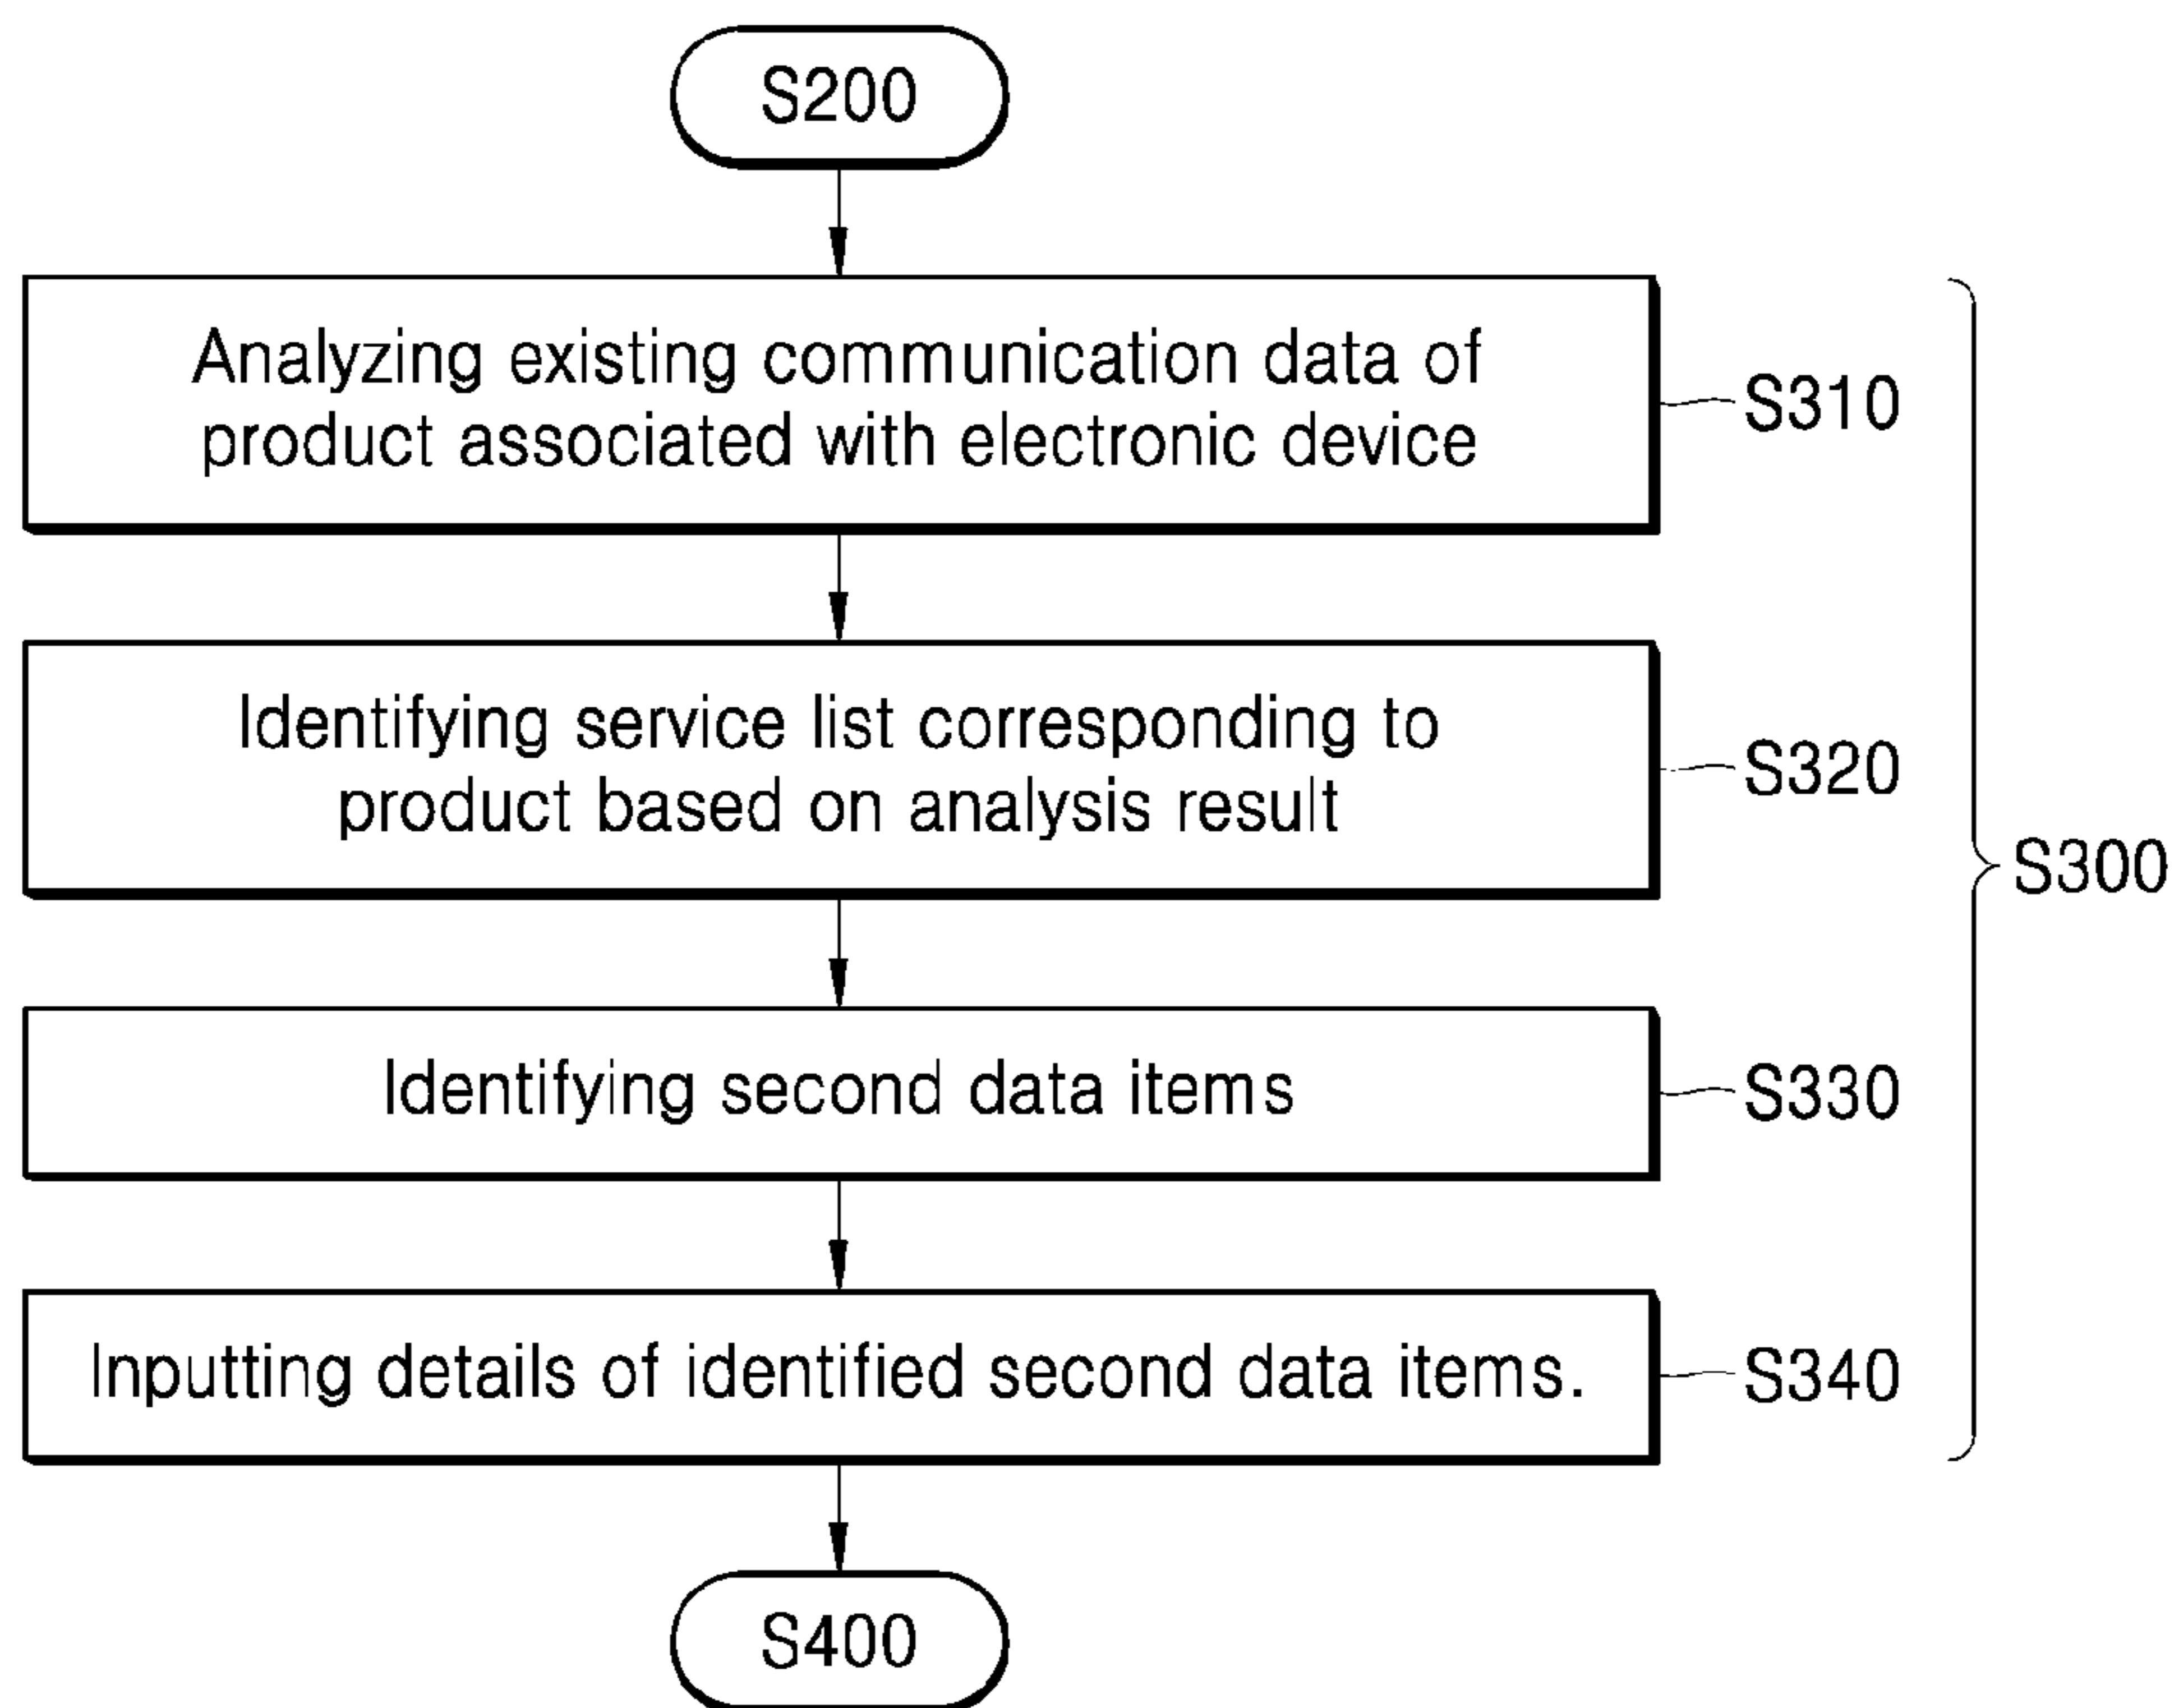 S200
Analyzing existing communication data of
product associated with electronic device
S310
Identifying service list corresponding to
product based on analysis result
S320
S300
Identifying second data items
S330
Inputting details of identified second data items.
S340
S400